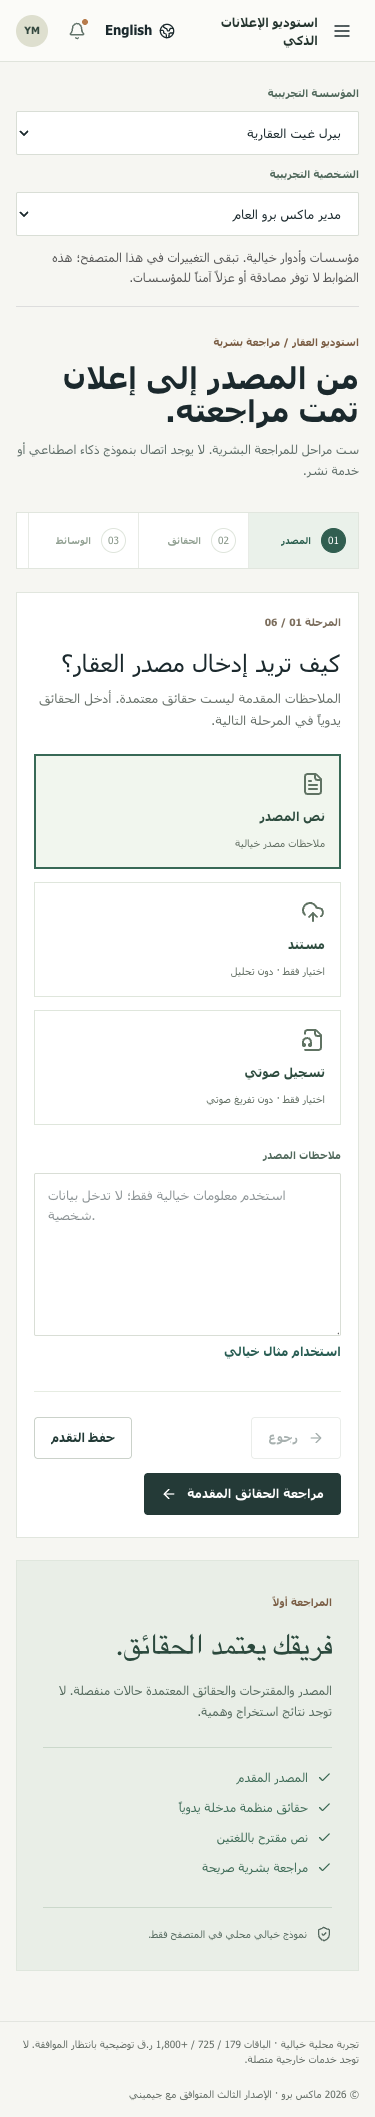 استوديو الإعلانات
الذكي
English
YM
المؤسسة التجريبية
بيرل غيت العقارية
الشخصية التجريبية
مدير ماكس برو العام
مؤسسات وأدوار خيالية. تبقى التغييرات في هذا المتصفح؛ هذه
الضوابط لا توفر مصادقة أو عزلاً آمناً للمؤسسات.
استوديو العقار / مراجعة بشرية
من المصدر إلى إعلان
تمت مراجعته.
ست مراحل للمراجعة البشرية. لا يوجد اتصال بنموذج ذكاء اصطناعي أو
خدمة نشر.
01 المصدر
02 الحقائق
03 الوسائط
المرحلة 01 / 06
كيف تريد إدخال مصدر العقار؟
الملاحظات المقدمة ليست حقائق معتمدة. أدخل الحقائق
يدوياً في المرحلة التالية.
نص المصدر
ملاحظات مصدر خيالية
مستند
اختيار فقط · دون تحليل
تسجيل صوتي
اختيار فقط · دون تفريغ صوتي
ملاحظات المصدر
استخدم معلومات خيالية فقط؛ لا تدخل بيانات
شخصية.
استخدام مثال خيالي
رجوع
حفظ التقدم
مراجعة الحقائق المقدمة
المراجعة أولاً
فريقك يعتمد الحقائق.
المصدر والمقترحات والحقائق المعتمدة حالات منفصلة. لا
توجد نتائج استخراج وهمية.
المصدر المقدم
حقائق منظمة مدخلة يدوياً
نص مقترح باللغتين
مراجعة بشرية صريحة
نموذج خيالي محلي في المتصفح فقط.
تجربة محلية خيالية · الباقات 179 / 725 / +1,800 ر.ق توضيحية بانتظار الموافقة. لا
توجد خدمات خارجية متصلة.
© 2026 ماكس برو · الإصدار الثالث المتوافق مع جيميني